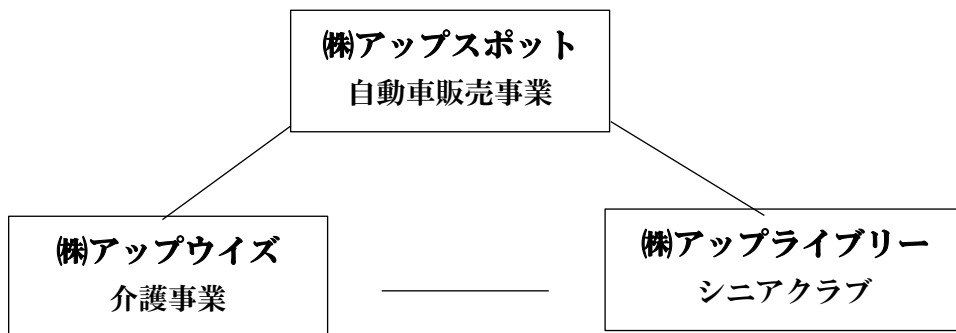 ㈱アップスポット
自動車販売事業
㈱アップウイズ
介護事業
㈱アップライブリー
シニアクラブ